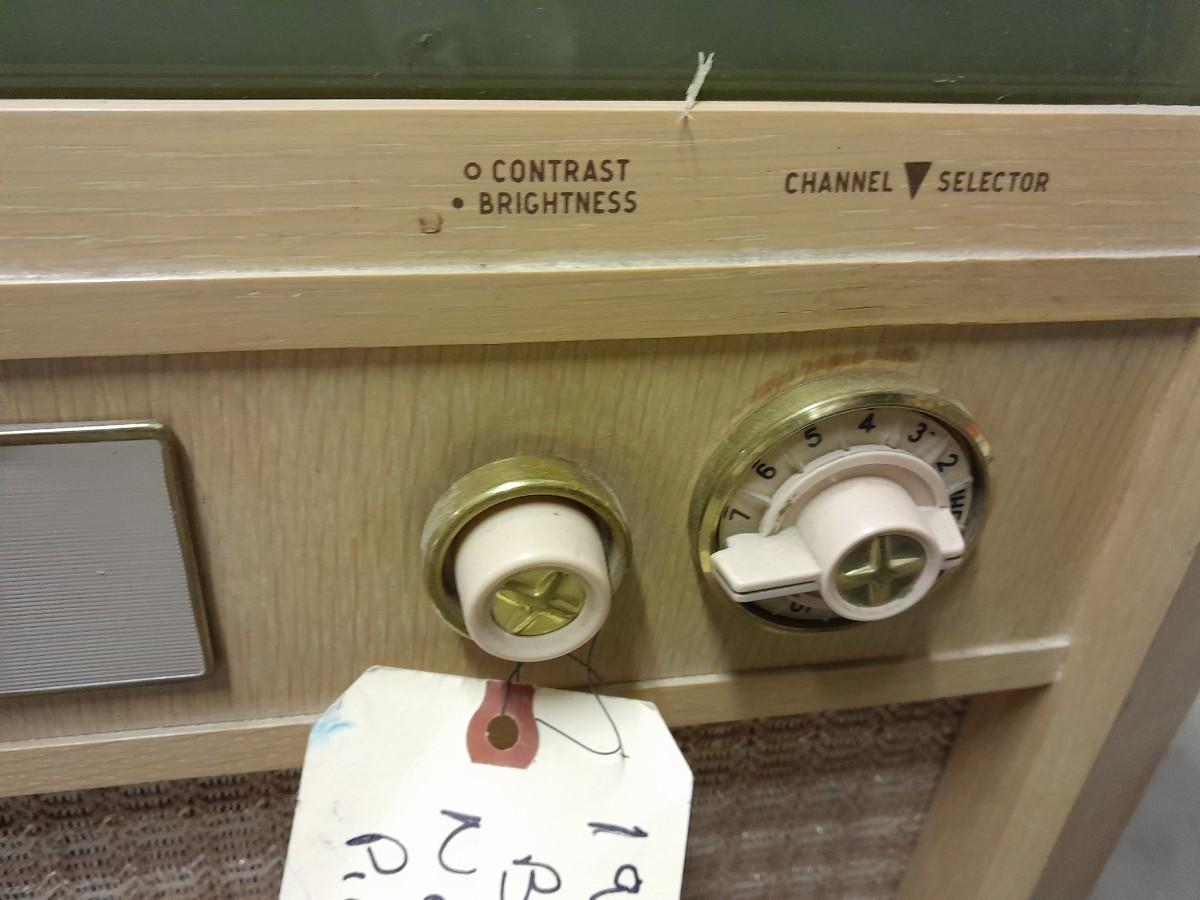 CONTRAST
BRIGHTNESS
CHANNEL SELECTOR
7 6 5 4 3 2